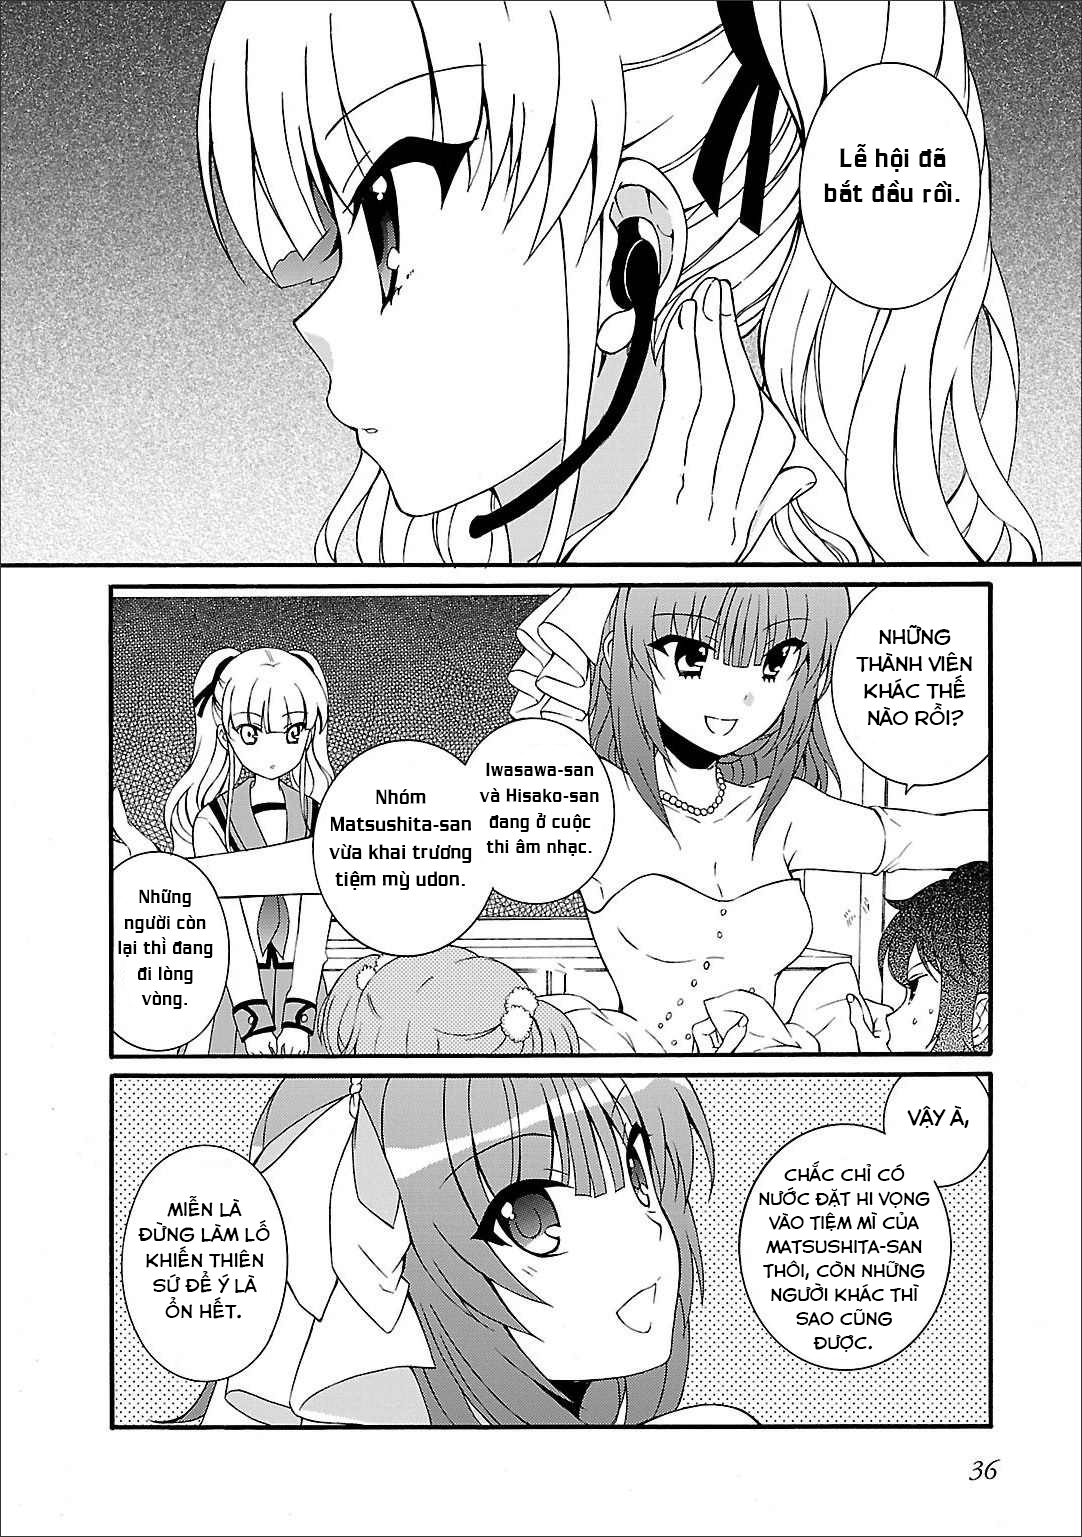 Lễ hội đã
bắt đầu rồi.
NHỮNG
THÀNH VIÊN
KHÁC THẾ
NÀO RỒI?
Iwasawa-san
và Hisako-san
đang ở cuộc
thi âm nhạc.
Nhóm
Matsushita-san
vừa khai trương
tiệm mỳ udon.
Những
người còn
lại thì đang
đi lòng
vòng.
VẬY À,
CHẮC CHỈ CÓ
NƯỚC ĐẶT HI VỌNG
VÀO TIỆM MÌ CỦA
MATSUSHITA-SAN
THÔI, CÒN NHỮNG
NGƯỜI KHÁC THÌ
SAO CŨNG
ĐƯỢC.
MIỄN LÀ
ĐỪNG LÀM LỐ
KHIẾN THIÊN
SỨ ĐỂ Ý LÀ
ỔN HẾT.
36